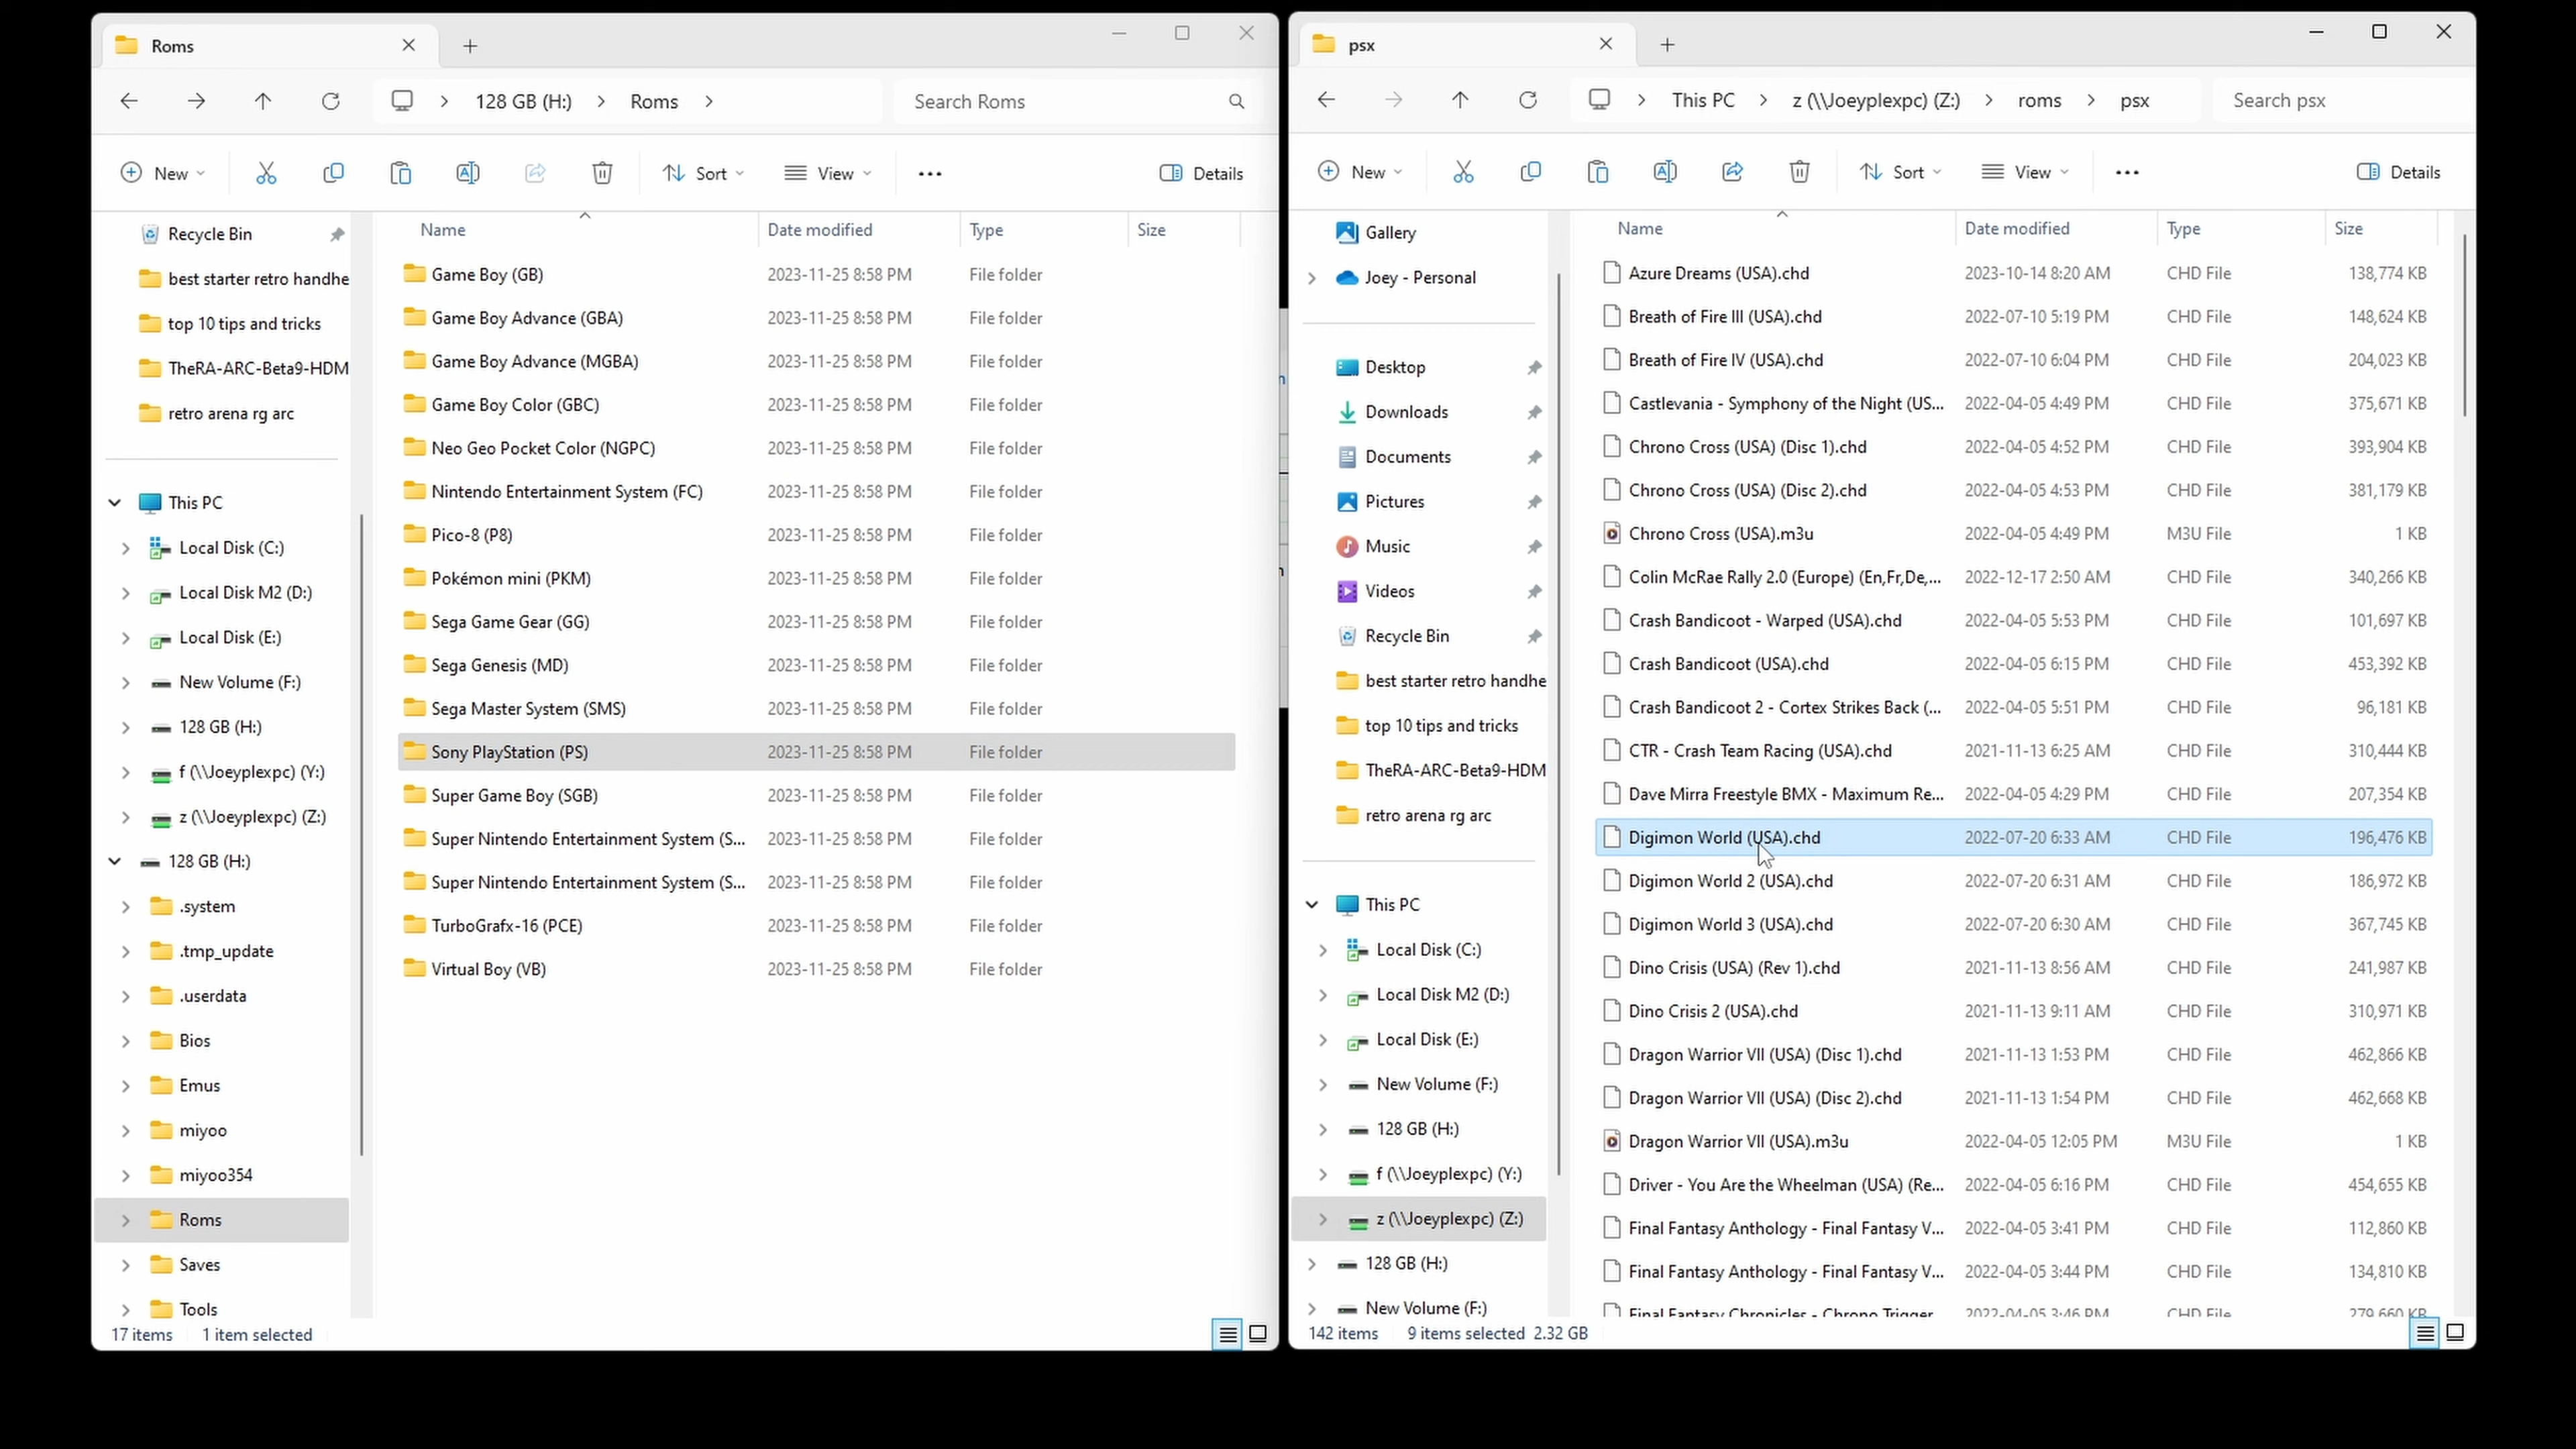 Roms
128 GB (H:)
Roms
Search Roms
New
Sort
View
Details
Recycle Bin
best starter retro handhe
top 10 tips and tricks
TheRA-ARC-Beta9-HDM
retro arena rg arc
This PC
Local Disk (C:)
Local Disk M2 (D:)
Local Disk (E:)
New Volume (F:)
128 GB (H:)
f (\\Joeyplexpc) (Y:)
z (\\Joeyplexpc) (Z:)
128 GB (H:)
.system
.tmp_update
.userdata
Bios
Emus
miyoo
miyoo354
Roms
Saves
Tools
Name Date modified Type Size
Game Boy (GB) 2023-11-25 8:58 PM File folder
Game Boy Advance (GBA) 2023-11-25 8:58 PM File folder
Game Boy Advance (MGBA) 2023-11-25 8:58 PM File folder
Game Boy Color (GBC) 2023-11-25 8:58 PM File folder
Neo Geo Pocket Color (NGPC) 2023-11-25 8:58 PM File folder
Nintendo Entertainment System (FC) 2023-11-25 8:58 PM File folder
Pico-8 (P8) 2023-11-25 8:58 PM File folder
Pokémon mini (PKM) 2023-11-25 8:58 PM File folder
Sega Game Gear (GG) 2023-11-25 8:58 PM File folder
Sega Genesis (MD) 2023-11-25 8:58 PM File folder
Sega Master System (SMS) 2023-11-25 8:58 PM File folder
Sony PlayStation (PS) 2023-11-25 8:58 PM File folder
Super Game Boy (SGB) 2023-11-25 8:58 PM File folder
Super Nintendo Entertainment System (S... 2023-11-25 8:58 PM File folder
Super Nintendo Entertainment System (S... 2023-11-25 8:58 PM File folder
TurboGrafx-16 (PCE) 2023-11-25 8:58 PM File folder
Virtual Boy (VB) 2023-11-25 8:58 PM File folder
17 items 1 item selected
psx
This PC
z (\\Joeyplexpc) (Z:)
roms
psx
Search psx
New
Sort
View
Details
Gallery
Joey - Personal
Desktop
Downloads
Documents
Pictures
Music
Videos
Recycle Bin
best starter retro handhe
top 10 tips and tricks
TheRA-ARC-Beta9-HDM
retro arena rg arc
This PC
Local Disk (C:)
Local Disk M2 (D:)
Local Disk (E:)
New Volume (F:)
128 GB (H:)
f (\\Joeyplexpc) (Y:)
z (\\Joeyplexpc) (Z:)
128 GB (H:)
New Volume (F:)
Name Date modified Type Size
Azure Dreams (USA).chd 2023-10-14 8:20 AM CHD File 138,774 KB
Breath of Fire III (USA).chd 2022-07-10 5:19 PM CHD File 148,624 KB
Breath of Fire IV (USA).chd 2022-07-10 6:04 PM CHD File 204,023 KB
Castlevania - Symphony of the Night (US... 2022-04-05 4:49 PM CHD File 375,671 KB
Chrono Cross (USA) (Disc 1).chd 2022-04-05 4:52 PM CHD File 393,904 KB
Chrono Cross (USA) (Disc 2).chd 2022-04-05 4:53 PM CHD File 381,179 KB
Chrono Cross (USA).m3u 2022-04-05 4:49 PM M3U File 1 KB
Colin McRae Rally 2.0 (Europe) (En,Fr,De,... 2022-12-17 2:50 AM CHD File 340,266 KB
Crash Bandicoot - Warped (USA).chd 2022-04-05 5:53 PM CHD File 101,697 KB
Crash Bandicoot (USA).chd 2022-04-05 6:15 PM CHD File 453,392 KB
Crash Bandicoot 2 - Cortex Strikes Back (... 2022-04-05 5:51 PM CHD File 96,181 KB
CTR - Crash Team Racing (USA).chd 2021-11-13 6:25 AM CHD File 310,444 KB
Dave Mirra Freestyle BMX - Maximum Re... 2022-04-05 4:29 PM CHD File 207,354 KB
Digimon World (USA).chd 2022-07-20 6:33 AM CHD File 196,476 KB
Digimon World 2 (USA).chd 2022-07-20 6:31 AM CHD File 186,972 KB
Digimon World 3 (USA).chd 2022-07-20 6:30 AM CHD File 367,745 KB
Dino Crisis (USA) (Rev 1).chd 2021-11-13 8:56 AM CHD File 241,987 KB
Dino Crisis 2 (USA).chd 2021-11-13 9:11 AM CHD File 310,971 KB
Dragon Warrior VII (USA) (Disc 1).chd 2021-11-13 1:53 PM CHD File 462,866 KB
Dragon Warrior VII (USA) (Disc 2).chd 2021-11-13 1:54 PM CHD File 462,668 KB
Dragon Warrior VII (USA).m3u 2022-04-05 12:05 PM M3U File 1 KB
Driver - You Are the Wheelman (USA) (Re... 2022-04-05 6:16 PM CHD File 454,655 KB
Final Fantasy Anthology - Final Fantasy V... 2022-04-05 3:41 PM CHD File 112,860 KB
Final Fantasy Anthology - Final Fantasy V... 2022-04-05 3:44 PM CHD File 134,810 KB
Final Fantasy Chronicles - Chrono Trigger 2022-04-05 3:46 PM CHD File 279,660 KB
142 items 9 items selected 2.32 GB